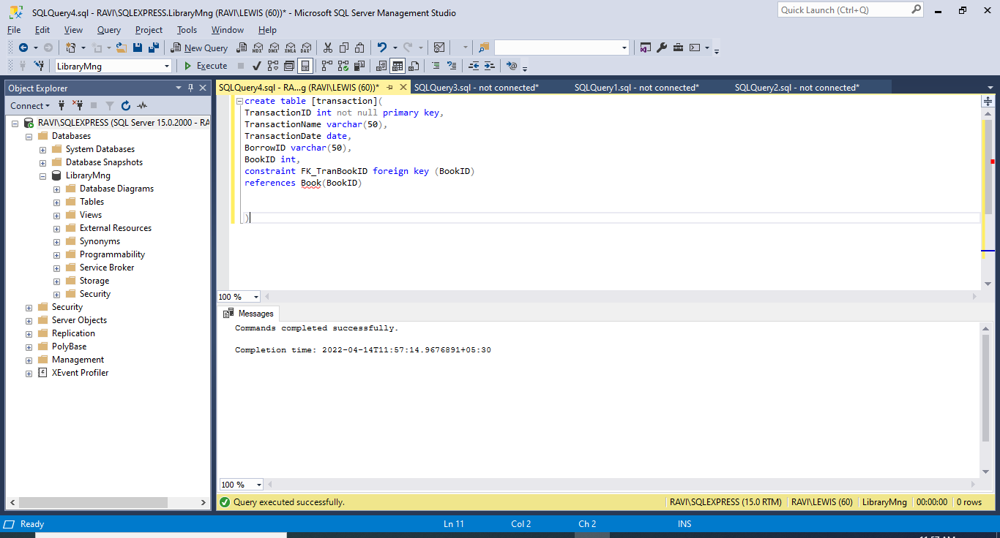 SQLQuery4.sql - RAVI\SQLEXPRESS.LibraryMng (RAVI\LEWIS (60))* - Microsoft SQL Server Management Studio
Quick Launch (Ctrl+Q)
File Edit View Query Project Tools Window Help
New Query MDX DMX XMLA DAX
LibraryMng Execute
Object Explorer
Connect
RAVI\SQLEXPRESS (SQL Server 15.0.2000 - RA
Databases
System Databases
Database Snapshots
LibraryMng
Database Diagrams
Tables
Views
External Resources
Synonyms
Programmability
Service Broker
Storage
Security
Security
Server Objects
Replication
PolyBase
Management
XEvent Profiler
SQLQuery4.sql - RA...g (RAVI\LEWIS (60))* SQLQuery3.sql - not connected* SQLQuery1.sql - not connected* SQLQuery2.sql - not connected*
create table [transaction](
TransactionID int not null primary key,
TransactionName varchar(50),
TransactionDate date,
BorrowID varchar(50),
BookID int,
constraint FK_TranBookID foreign key (BookID)
references Book(BookID)
)
100 %
Messages
Commands completed successfully.
Completion time: 2022-04-14T11:57:14.9676891+05:30
100 %
Query executed successfully. RAVI\SQLEXPRESS (15.0 RTM) RAVI\LEWIS (60) LibraryMng 00:00:00 0 rows
Ready Ln 11 Col 2 Ch 2 INS